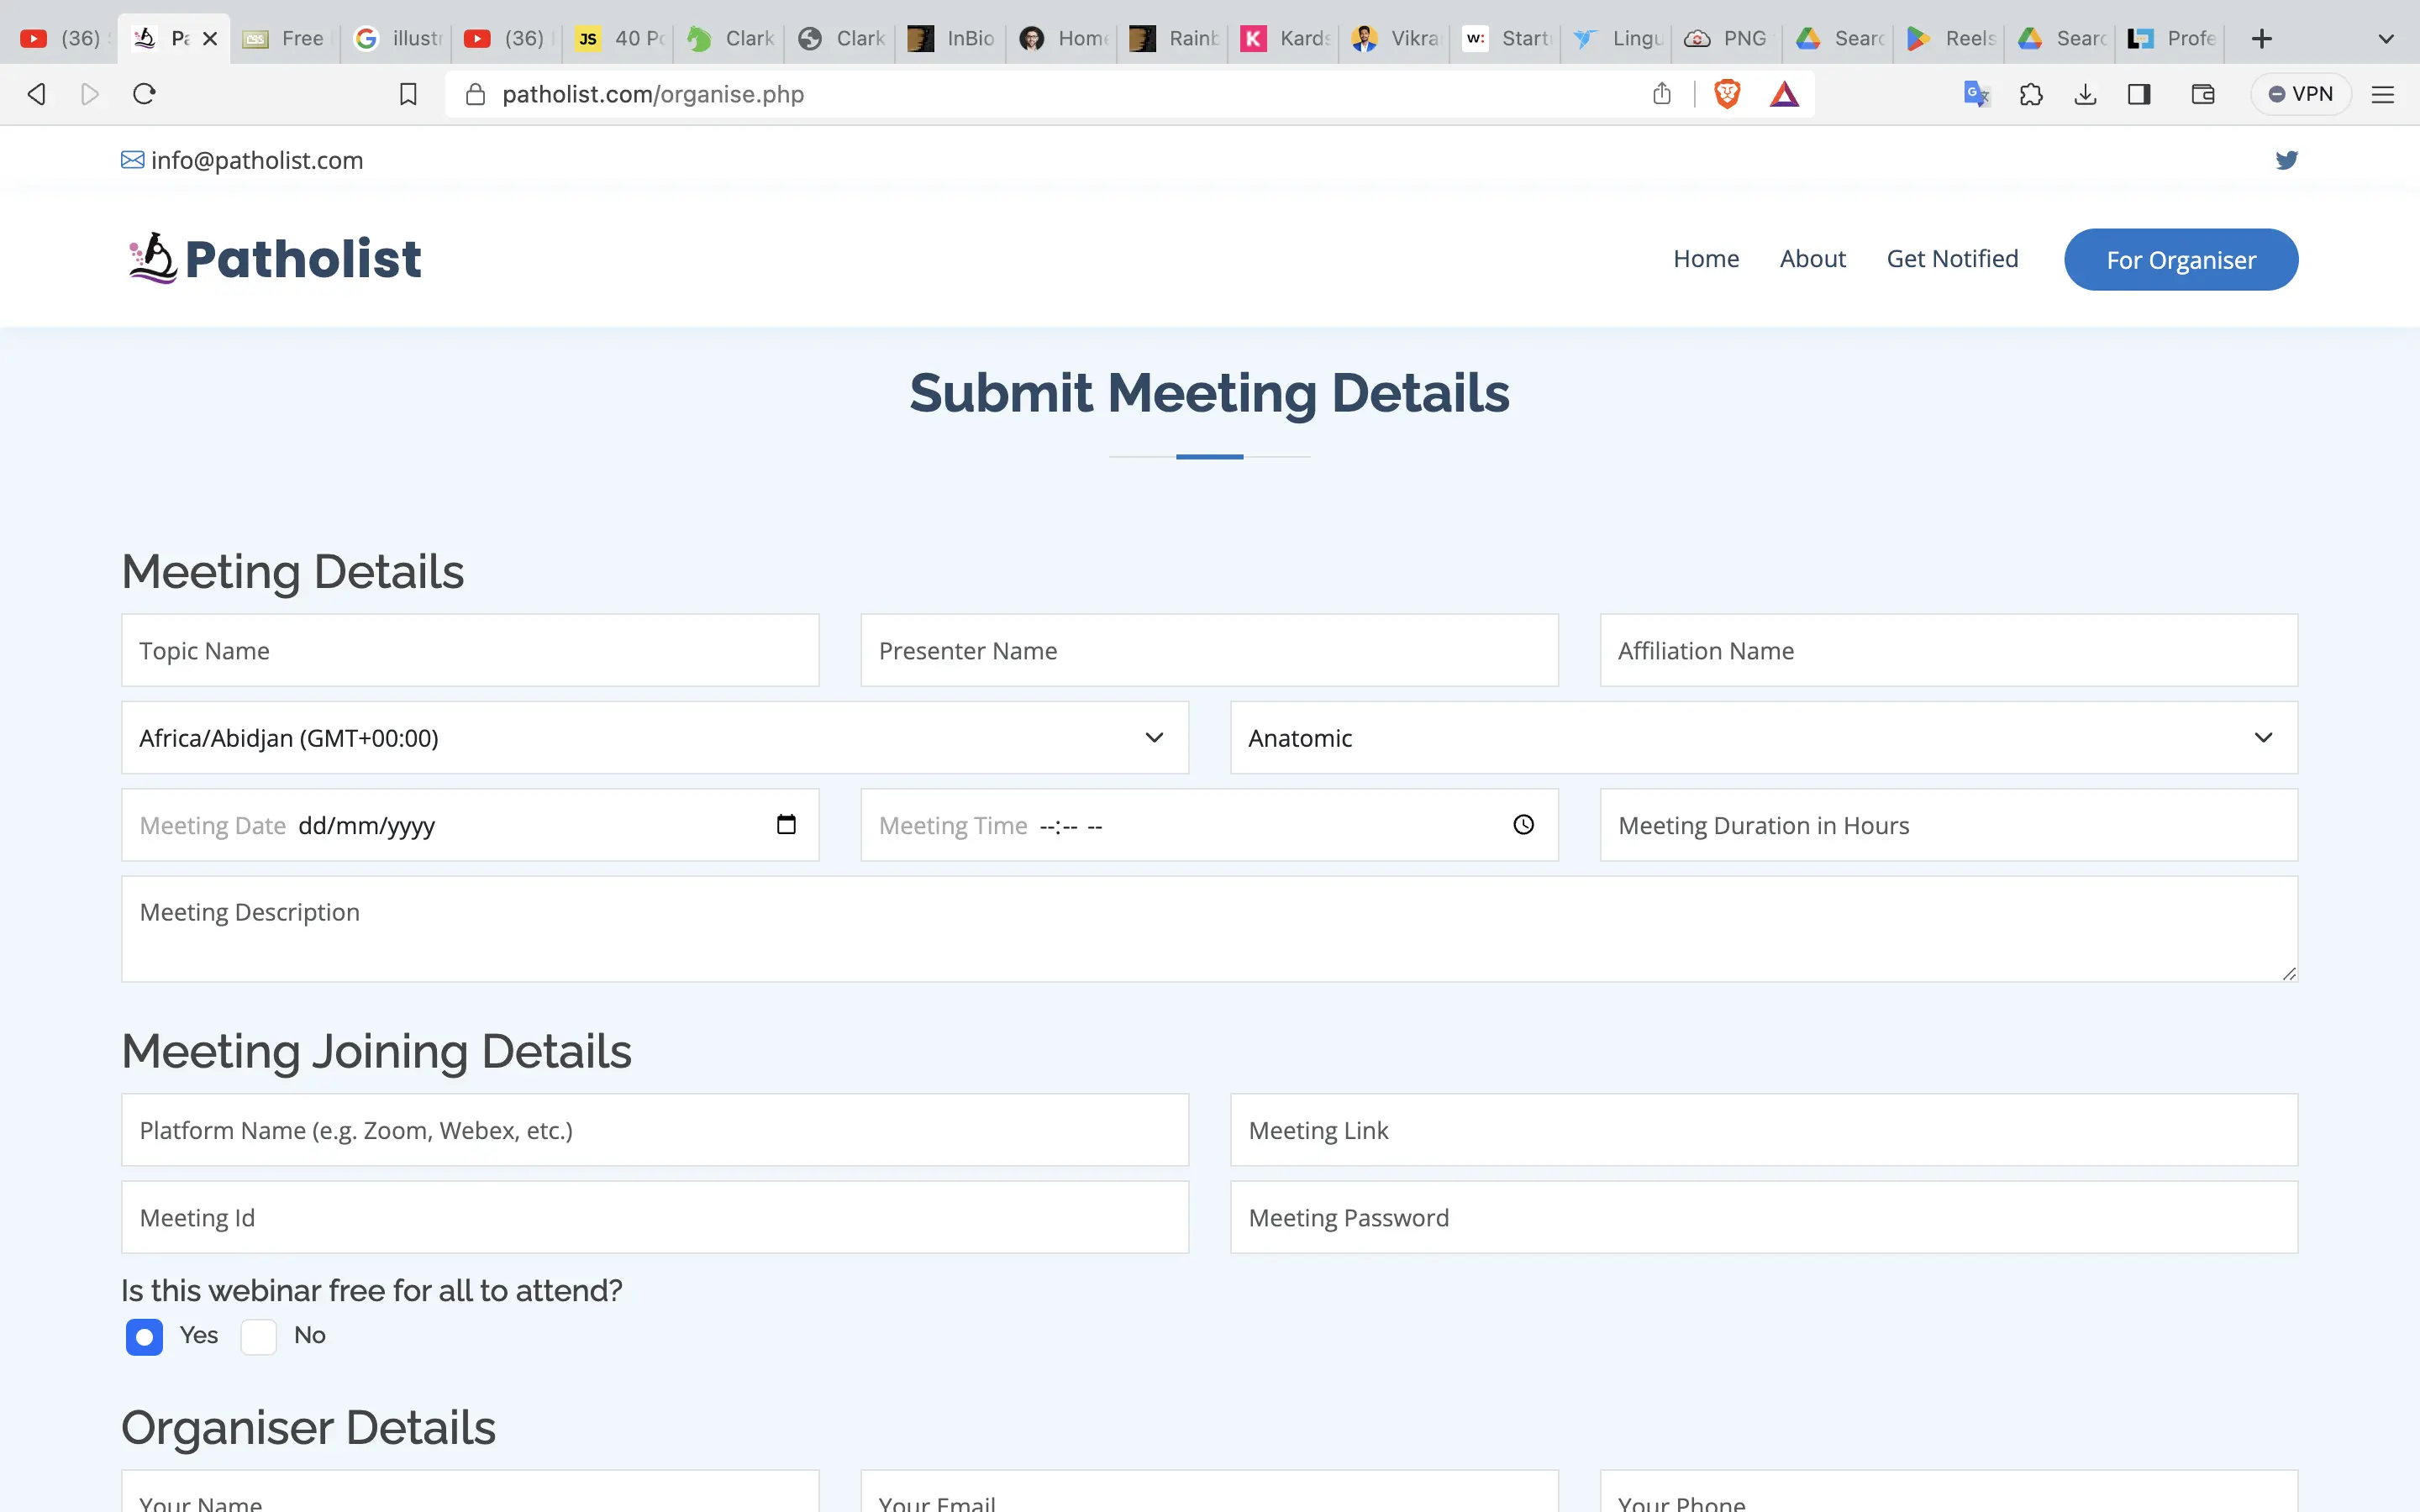 (36)
Pa
Free
illustr
(36)
JS 40 Po
Clark
Clark
InBio
Home
Rainb
K Kards
Vikra
w: Start
Lingu
PNG
Searc
Reels
Searc
Profe
patholist.com/organise.php
VPN
info@patholist.com
Patholist
Home
About
Get Notified
For Organiser
Submit Meeting Details
Meeting Details
Topic Name
Presenter Name
Affiliation Name
Africa/Abidjan (GMT+00:00)
Anatomic
Meeting Date dd/mm/yyyy
Meeting Time --:-- --
Meeting Duration in Hours
Meeting Description
Meeting Joining Details
Platform Name (e.g. Zoom, Webex, etc.)
Meeting Link
Meeting Id
Meeting Password
Is this webinar free for all to attend?
Yes
No
Organiser Details
Your Name
Your Email
Your Phone